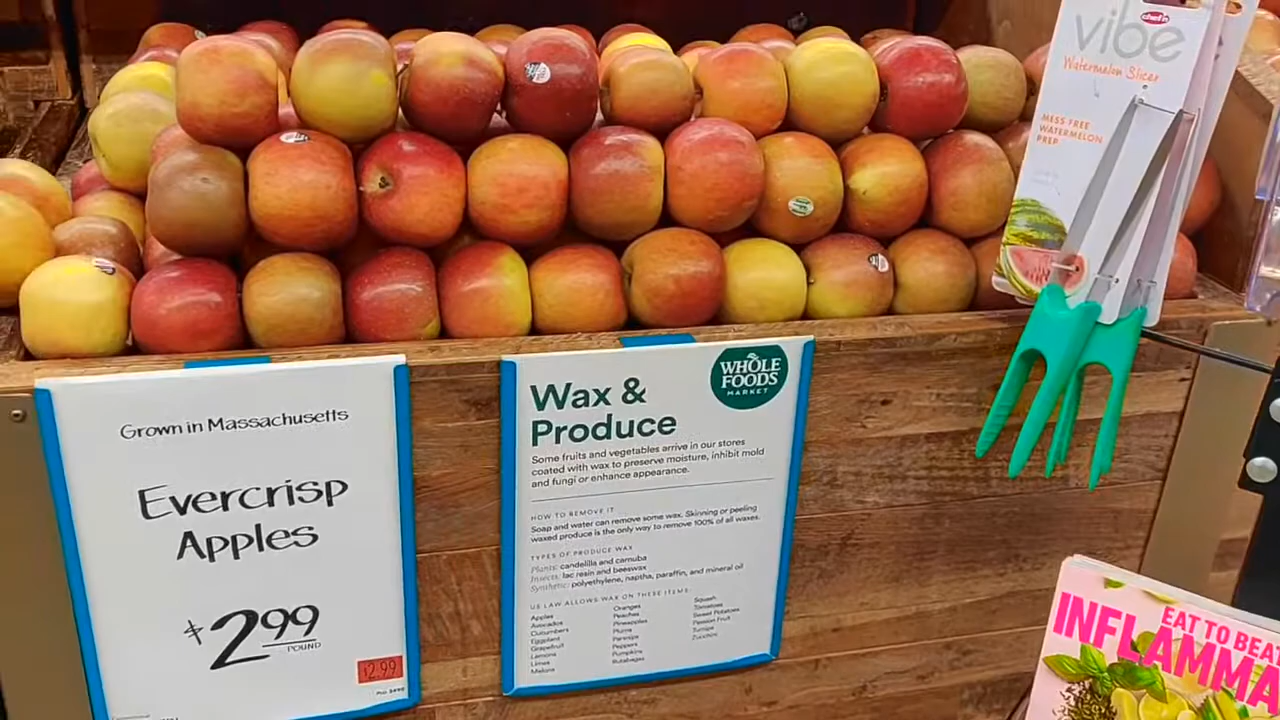 Grown in Massachusetts
Evercrisp
Apples
$2.99
POUND
$2.99
Wax &
Produce
WHOLE
FOODS
MARKET
Some fruits and vegetables arrive in our stores
coated with wax to preserve moisture, inhibit mold
and fungi or enhance appearance.
HOW TO REMOVE IT
Soap and water can remove some wax. Skinning or peeling
waxed produce is the only way to remove 100% of all waxes.
TYPES OF PRODUCE WAX
Plants: candelilla and carnuba
Insects: lac resin and beeswax
Synthetic: polyethylene, naptha, paraffin, and mineral oil
US LAW ALLOWS WAX ON THESE ITEMS:
Apples
Avocados
Cucumbers
Eggplant
Grapefruit
Lemons
Limes
Melons
Oranges
Peaches
Pineapples
Plums
Parsnips
Peppers
Pumpkins
Rutabagas
Squash
Tomatoes
Sweet Potatoes
Passion Fruit
Turnips
Zucchini
chef'n
vibe
Watermelon Slicer
MESS FREE
WATERMELON
PREP
EAT TO BEAT
INFLAMMA